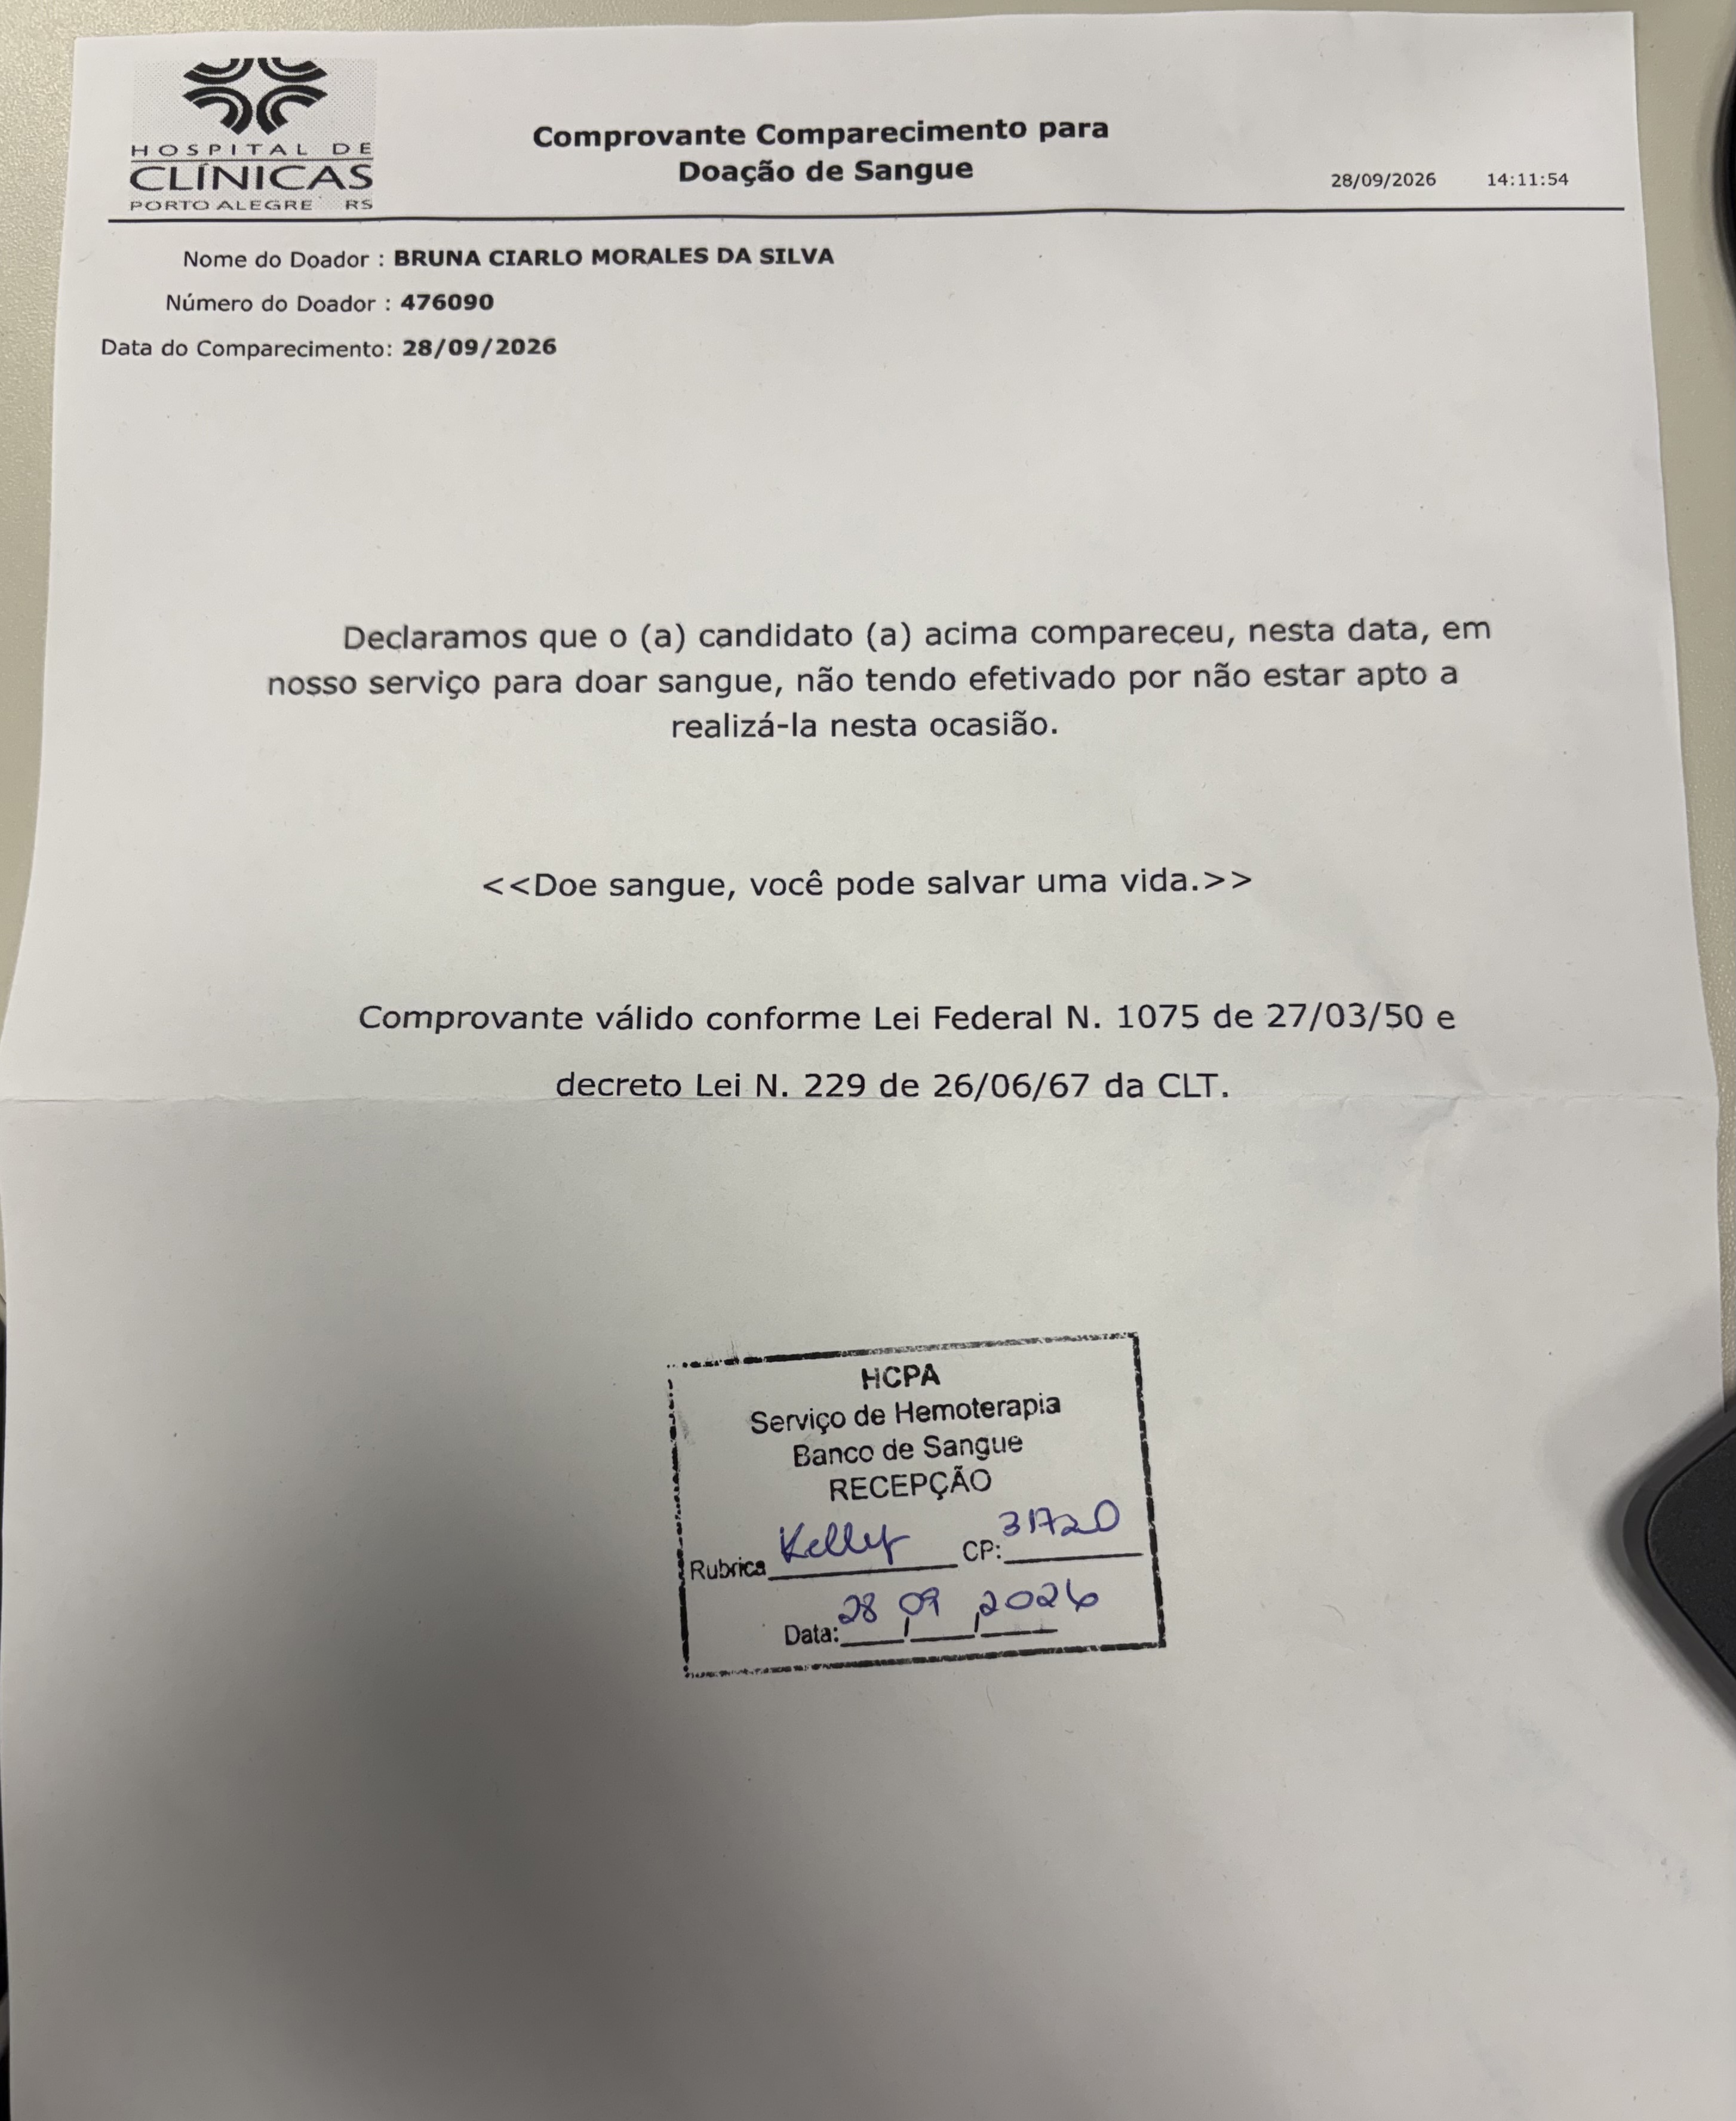 HOSPITAL DE
CLÍNICAS
PORTO ALEGRE RS
Comprovante Comparecimento para
Doação de Sangue
28/09/2026 14:11:54
Nome do Doador : BRUNA CIARLO MORALES DA SILVA
Número do Doador : 476090
Data do Comparecimento: 28/09/2026
Declaramos que o (a) candidato (a) acima compareceu, nesta data, em
nosso serviço para doar sangue, não tendo efetivado por não estar apto a
realizá-la nesta ocasião.
<<Doe sangue, você pode salvar uma vida.>>
Comprovante válido conforme Lei Federal N. 1075 de 27/03/50 e
decreto Lei N. 229 de 26/06/67 da CLT.
HCPA
Serviço de Hemoterapia
Banco de Sangue
RECEPÇÃO
Rubrica Kelly CP: 31720
Data: 28/09/2026